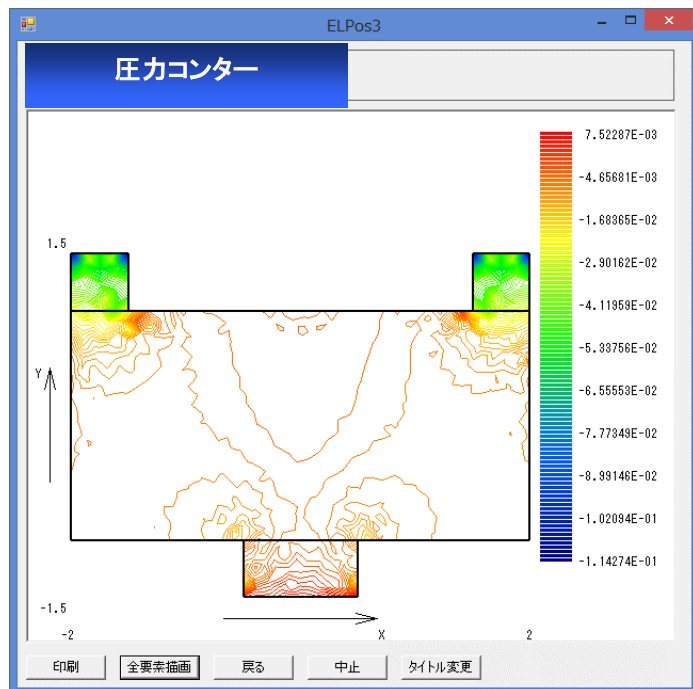 ELPos3
圧力コンター
7.52287E-03
-4.65681E-03
-1.68365E-02
-2.90162E-02
-4.11959E-02
-5.33756E-02
-6.55553E-02
-7.77349E-02
-8.99146E-02
-1.02094E-01
-1.14274E-01
1.5
Y
-1.5
-2
X
2
印刷
全要素描画
戻る
中止
タイトル変更